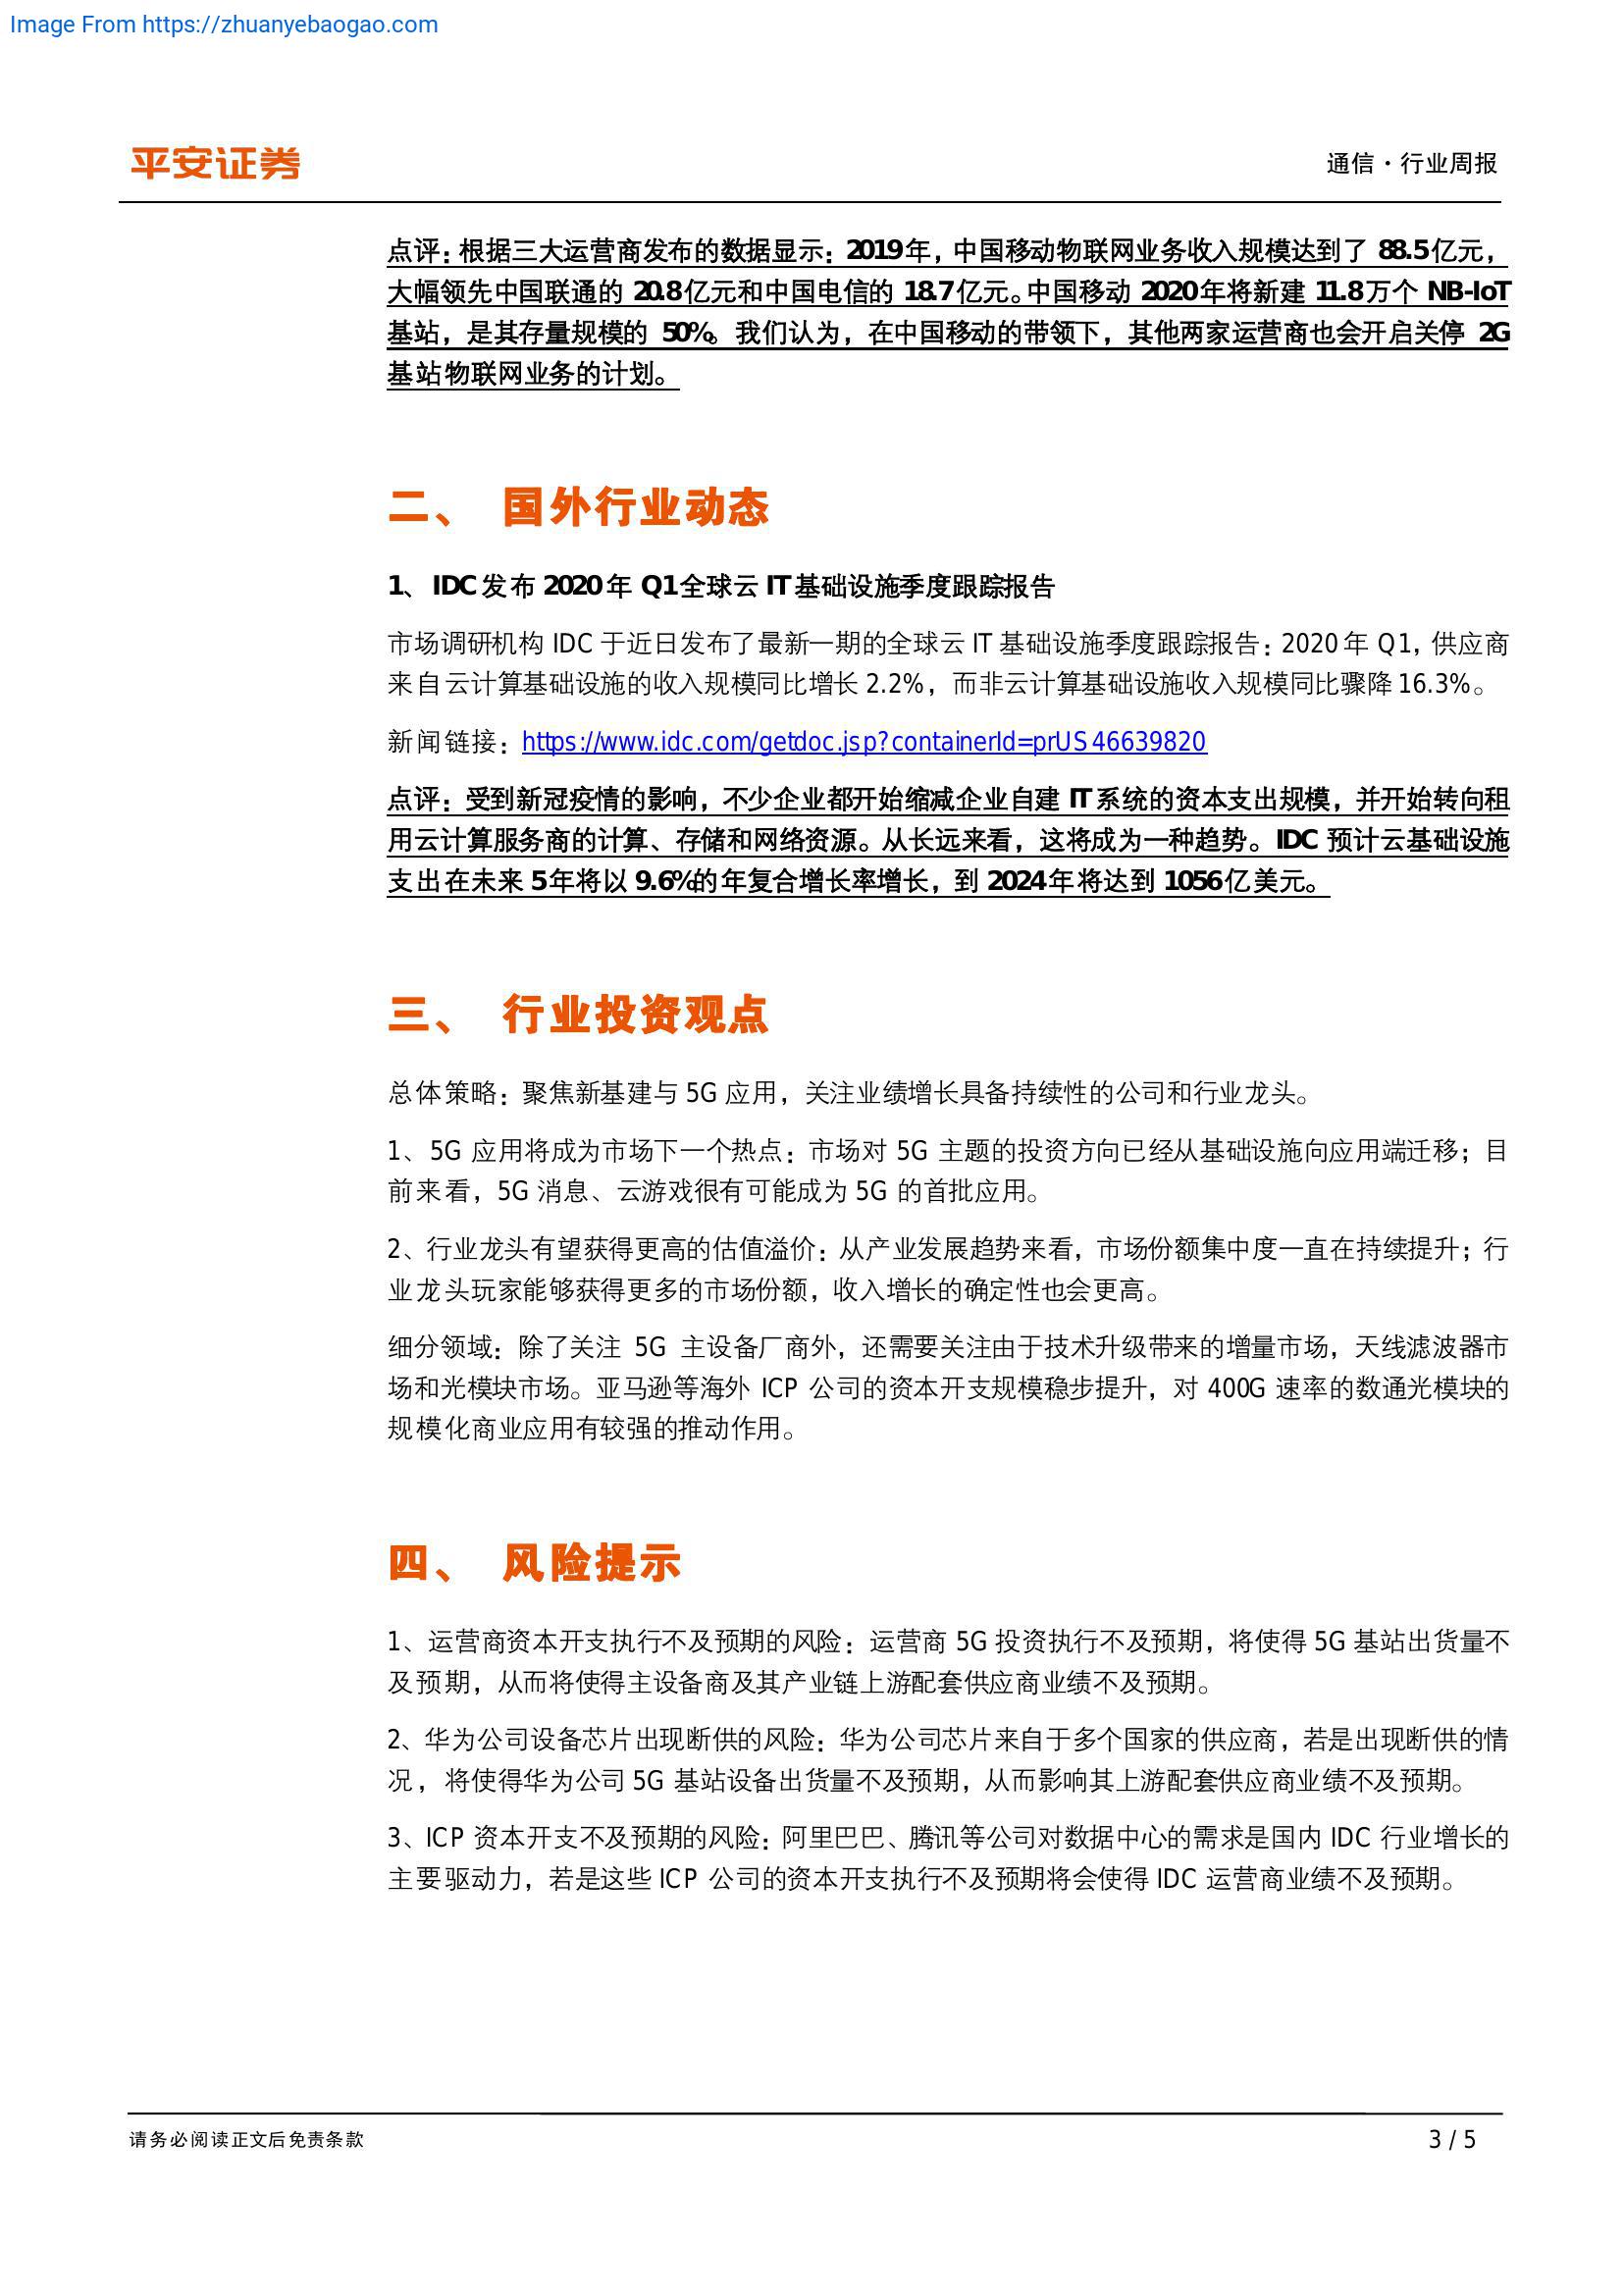 Image From https://zhuanyebaogao.com
平安证券
通信·行业周报
点评：根据三大运营商发布的数据显示：2019年，中国移动物联网业务收入规模达到了 88.5亿元，
大幅领先中国联通的 20.8亿元和中国电信的 18.7亿元。中国移动 2020年将新建 11.8万个 NB-IoT
基站，是其存量规模的 50%。我们认为，在中国移动的带领下，其他两家运营商也会开启关停 2G
基站物联网业务的计划。
二、 国外行业动态
1、 IDC发布 2020年 Q1全球云 IT基础设施季度跟踪报告
市场调研机构 IDC 于近日发布了最新一期的全球云 IT 基础设施季度跟踪报告：2020年 Q1，供应商
来自云计算基础设施的收入规模同比增长 2.2%，而非云计算基础设施收入规模同比骤降 16.3%。
新闻链接：https://www.idc.com/getdoc.jsp?containerId=prUS46639820
点评：受到新冠疫情的影响，不少企业都开始缩减企业自建 IT系统的资本支出规模，并开始转向租
用云计算服务商的计算、存储和网络资源。从长远来看，这将成为一种趋势。IDC 预计云基础设施
支出在未来 5年将以 9.6%的年复合增长率增长，到 2024年将达到 1056亿美元。
三、 行业投资观点
总体策略：聚焦新基建与 5G 应用，关注业绩增长具备持续性的公司和行业龙头。
1、5G 应用将成为市场下一个热点：市场对 5G 主题的投资方向已经从基础设施向应用端迁移；目
前来看，5G 消息、云游戏很有可能成为 5G 的首批应用。
2、行业龙头有望获得更高的估值溢价：从产业发展趋势来看，市场份额集中度一直在持续提升；行
业龙头玩家能够获得更多的市场份额，收入增长的确定性也会更高。
细分领域：除了关注 5G 主设备厂商外，还需要关注由于技术升级带来的增量市场，天线滤波器市
场和光模块市场。亚马逊等海外 ICP 公司的资本开支规模稳步提升，对 400G 速率的数通光模块的
规模化商业应用有较强的推动作用。
四、 风险提示
1、运营商资本开支执行不及预期的风险：运营商 5G 投资执行不及预期，将使得 5G 基站出货量不
及预期，从而将使得主设备商及其产业链上游配套供应商业绩不及预期。
2、华为公司设备芯片出现断供的风险：华为公司芯片来自于多个国家的供应商，若是出现断供的情
况，将使得华为公司 5G 基站设备出货量不及预期，从而影响其上游配套供应商业绩不及预期。
3、ICP 资本开支不及预期的风险：阿里巴巴、腾讯等公司对数据中心的需求是国内 IDC 行业增长的
主要驱动力，若是这些 ICP 公司的资本开支执行不及预期将会使得 IDC 运营商业绩不及预期。
请务必阅读正文后免责条款
3 / 5